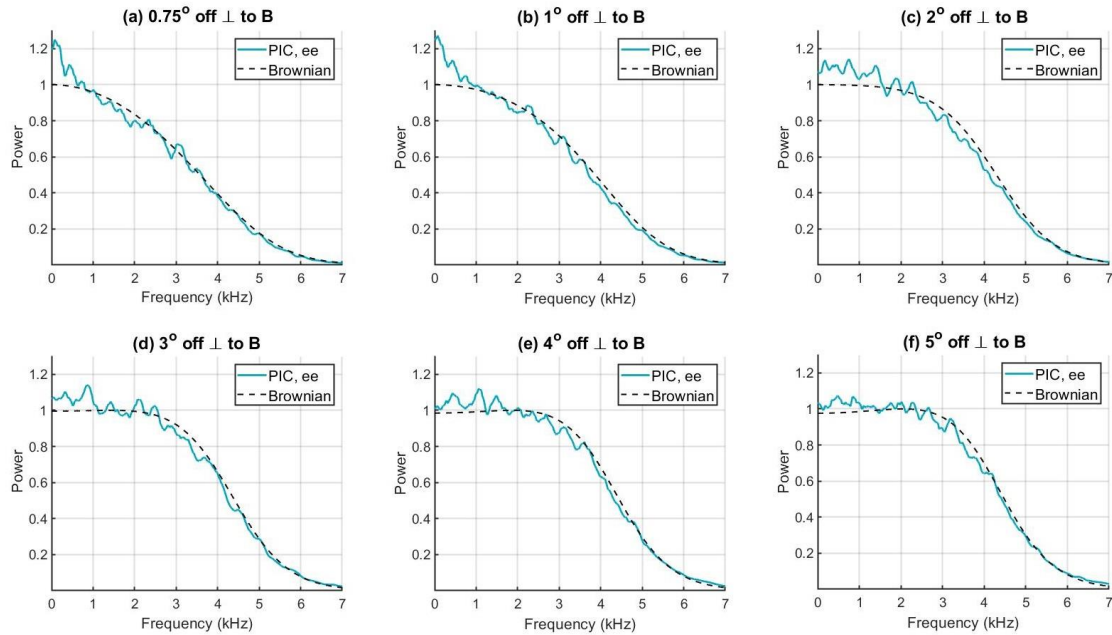 (a) 0.75° off ⊥ to B
1.2
1
0.8
0.6
0.4
0.2
Power
PIC, ee
Brownian
0 1 2 3 4 5 6 7
Frequency (kHz)
(b) 1° off ⊥ to B
1.2
1
0.8
0.6
0.4
0.2
Power
PIC, ee
Brownian
0 1 2 3 4 5 6 7
Frequency (kHz)
(c) 2° off ⊥ to B
1.2
1
0.8
0.6
0.4
0.2
Power
PIC, ee
Brownian
0 1 2 3 4 5 6 7
Frequency (kHz)
(d) 3° off ⊥ to B
1.2
1
0.8
0.6
0.4
0.2
Power
PIC, ee
Brownian
0 1 2 3 4 5 6 7
Frequency (kHz)
(e) 4° off ⊥ to B
1.2
1
0.8
0.6
0.4
0.2
Power
PIC, ee
Brownian
0 1 2 3 4 5 6 7
Frequency (kHz)
(f) 5° off ⊥ to B
1.2
1
0.8
0.6
0.4
0.2
Power
PIC, ee
Brownian
0 1 2 3 4 5 6 7
Frequency (kHz)